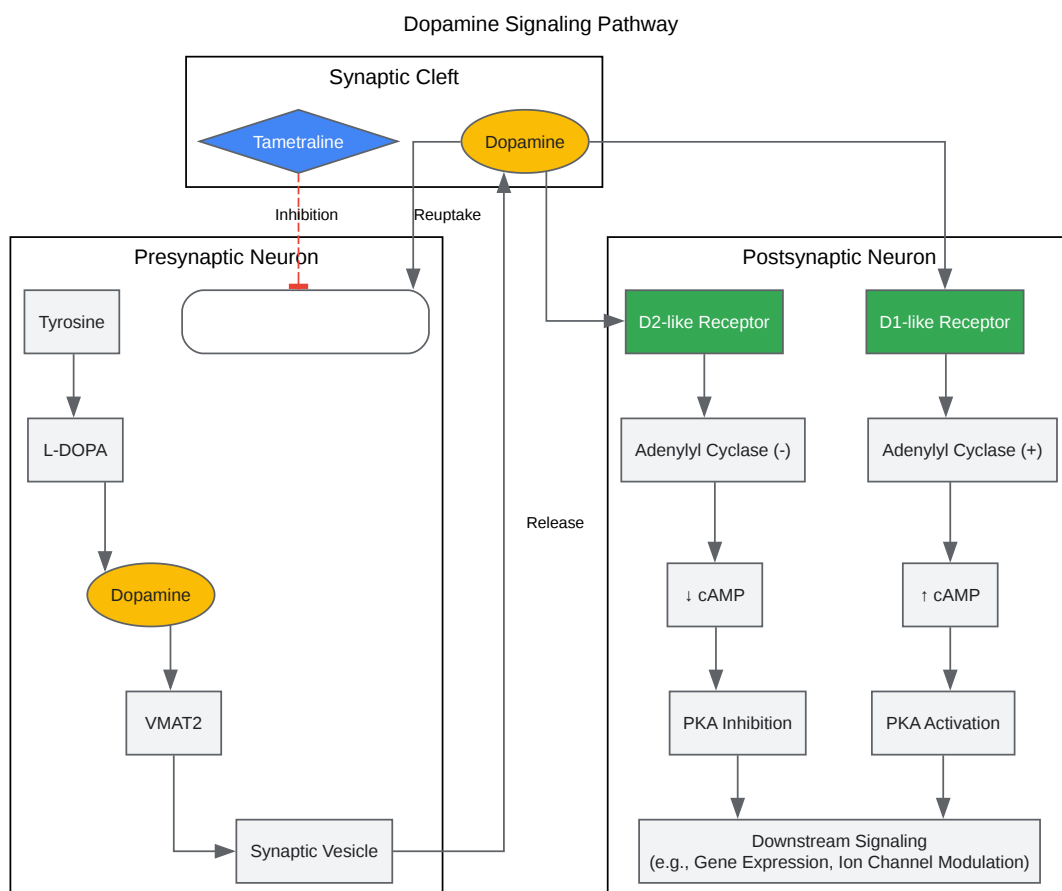 Dopamine Signaling Pathway
Synaptic Cleft
Tametraline
Dopamine
Inhibition
Reuptake
Presynaptic Neuron
Postsynaptic Neuron
Tyrosine
D2-like Receptor
D1-like Receptor
L-DOPA
Adenylyl Cyclase (-)
Adenylyl Cyclase (+)
Release
Dopamine
↓ cAMP
↑ cAMP
VMAT2
PKA Inhibition
PKA Activation
Synaptic Vesicle
Downstream Signaling
(e.g., Gene Expression, Ion Channel Modulation)